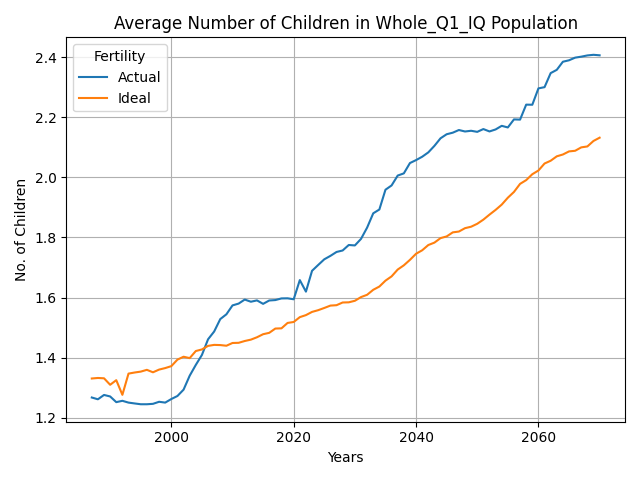 Average Number of Children in Whole_Q1_IQ Population
Fertility
Actual
Ideal
No. of Children
2.4
2.2
2.0
1.8
1.6
1.4
1.2
2000
2020
2040
2060
Years